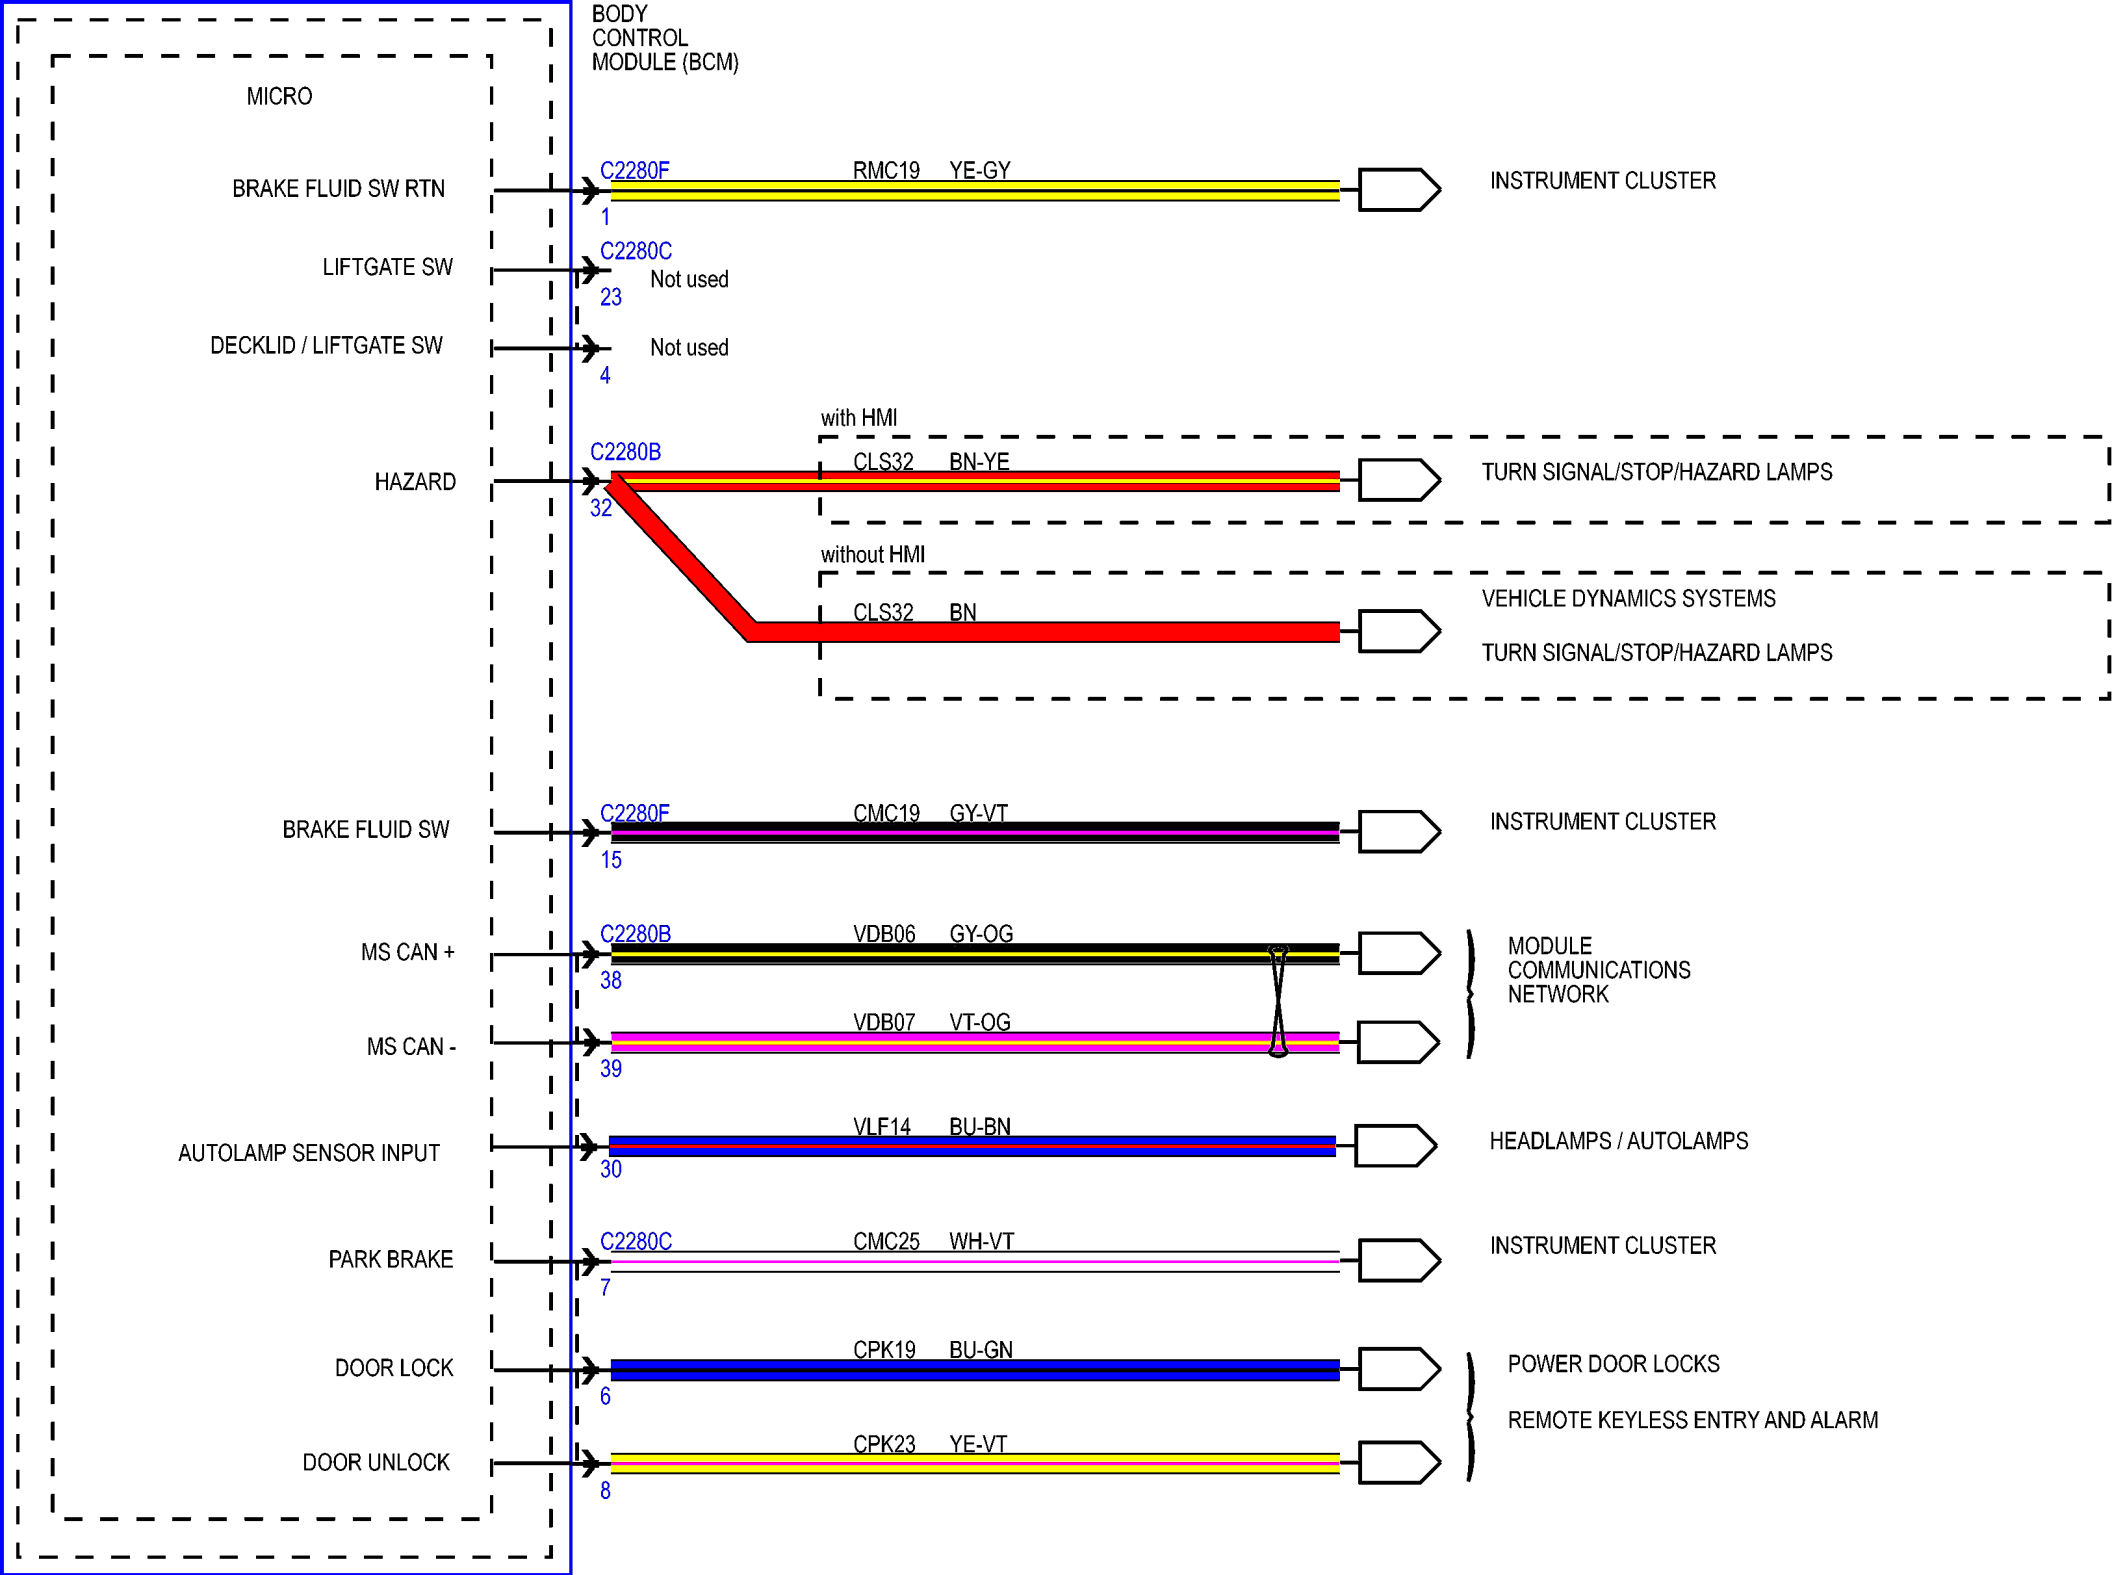 BODY
CONTROL
MODULE (BCM)
MICRO
BRAKE FLUID SW RTN
C2280F
1
RMC19 YE-GY
INSTRUMENT CLUSTER
LIFTGATE SW
C2280C
23
Not used
DECKLID / LIFTGATE SW
4
Not used
with HMI
HAZARD
C2280B
32
CLS32 BN-YE
TURN SIGNAL/STOP/HAZARD LAMPS
without HMI
CLS32 BN
VEHICLE DYNAMICS SYSTEMS
TURN SIGNAL/STOP/HAZARD LAMPS
BRAKE FLUID SW
C2280F
15
CMC19 GY-VT
INSTRUMENT CLUSTER
MS CAN +
C2280B
38
VDB06 GY-OG
MODULE
COMMUNICATIONS
NETWORK
MS CAN -
39
VDB07 VT-OG
AUTOLAMP SENSOR INPUT
30
VLF14 BU-BN
HEADLAMPS / AUTOLAMPS
PARK BRAKE
C2280C
7
CMC25 WH-VT
INSTRUMENT CLUSTER
DOOR LOCK
6
CPK19 BU-GN
POWER DOOR LOCKS
REMOTE KEYLESS ENTRY AND ALARM
DOOR UNLOCK
8
CPK23 YE-VT